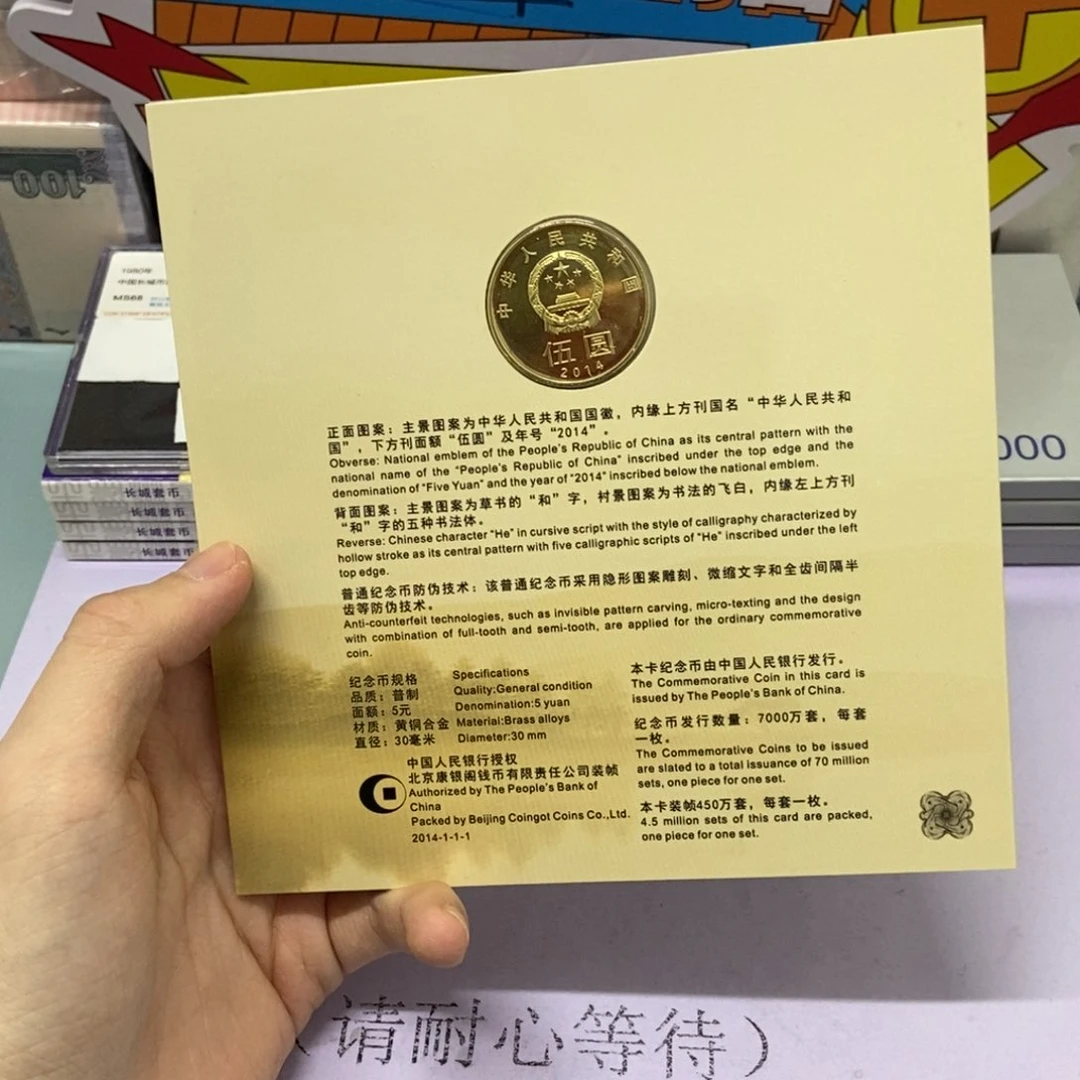 100
1980年
MS68
长城套币
长城套币
长城套币
长城套币
000
中华人民共和国
伍圆
2014
正面图案：主景图案为中华人民共和国国徽，内缘上方刊国名“中华人民共和
国”，下方刊面额“伍圆”及年号“2014”。
Obverse: National emblem of the People's Republic of China as its central pattern with the
national name of the “People's Republic of China” inscribed under the top edge and the
denomination of “Five Yuan” and the year of “2014” inscribed below the national emblem.
背面图案：主景图案为草书的“和”字，衬景图案为书法的飞白，内缘左上方刊
“和”字的五种书法体。
Reverse: Chinese character “He” in cursive script with the style of calligraphy characterized by
hollow stroke as its central pattern with five calligraphic scripts of “He” inscribed under the left
top edge.
普通纪念币防伪技术：该普通纪念币采用隐形图案雕刻、微缩文字和全齿间隔半
齿等防伪技术。
Anti-counterfeit technologies, such as invisible pattern carving, micro-texting and the design
with combination of full-tooth and semi-tooth, are applied for the ordinary commemorative
coin.
纪念币规格
品质：普制
面额：5元
材质：黄铜合金
直径：30毫米
Specifications
Quality:General condition
Denomination:5 yuan
Material:Brass alloys
Diameter:30 mm
中国人民银行授权
北京康银阁钱币有限责任公司装帧
Authorized by The People's Bank of
China
Packed by Beijing Coingot Coins Co.,Ltd.
2014-1-1-1
本卡纪念币由中国人民银行发行。
The Commemorative Coin in this card is
issued by The People's Bank of China.
纪念币发行数量：7000万套，每套
一枚。
The Commemorative Coins to be issued
are slated to a total issuance of 70 million
sets, one piece for one set.
本卡装帧450万套，每套一枚。
4.5 million sets of this card are packed,
one piece for one set.
（请耐心等待）